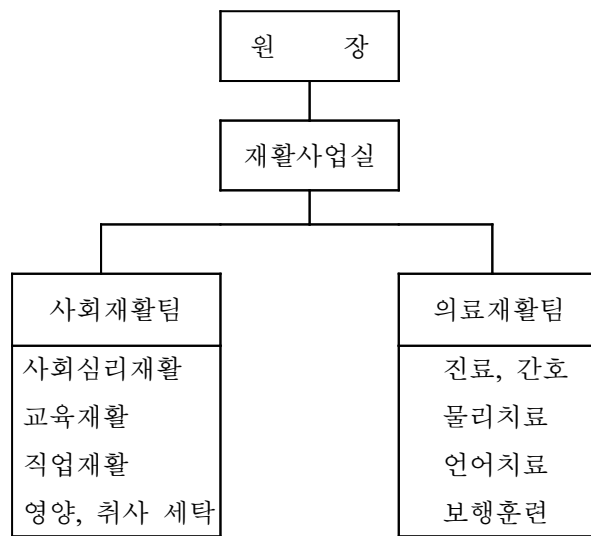 원 장
재활사업실
사회재활팀
사회심리재활
교육재활
직업재활
영양, 취사 세탁
의료재활팀
진료, 간호
물리치료
언어치료
보행훈련